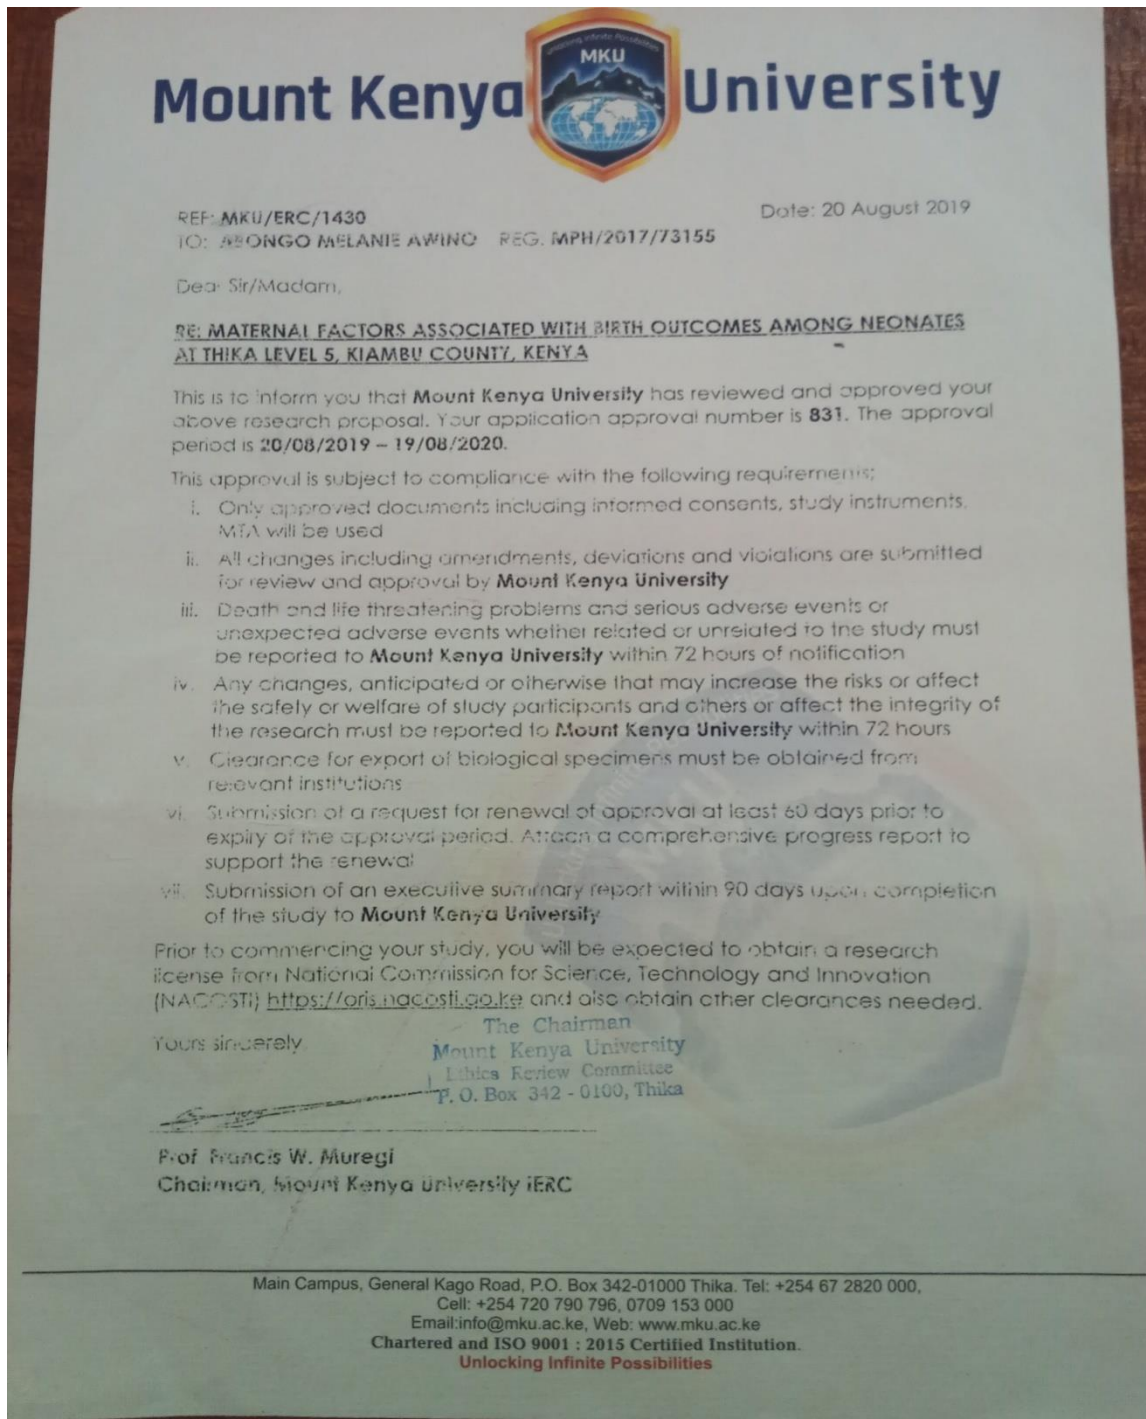 Unlocking Infinite Possibilities
MKU
Mount Kenya University
REF: MKU/ERC/1430
Date: 20 August 2019
TO: ABONGO MELANIE AWINO REG. MPH/2017/73155
Dear Sir/Madam,
RE: MATERNAL FACTORS ASSOCIATED WITH BIRTH OUTCOMES AMONG NEONATES
AT THIKA LEVEL 5, KIAMBU COUNTY, KENYA
This is to inform you that Mount Kenya University has reviewed and approved your
above research proposal. Your application approval number is 831. The approval
period is 20/08/2019 – 19/08/2020.
This approval is subject to compliance with the following requirements;
i. Only approved documents including informed consents, study instruments,
MTA will be used
ii. All changes including amendments, deviations and violations are submitted
for review and approval by Mount Kenya University
iii. Death and life threatening problems and serious adverse events or
unexpected adverse events whether related or unrelated to the study must
be reported to Mount Kenya University within 72 hours of notification
iv. Any changes, anticipated or otherwise that may increase the risks or affect
the safety or welfare of study participants and others or affect the integrity of
the research must be reported to Mount Kenya University within 72 hours
v. Clearance for export of biological specimens must be obtained from
relevant institutions
vi. Submission of a request for renewal of approval at least 60 days prior to
expiry of the approval period. Attach a comprehensive progress report to
support the renewal
vii. Submission of an executive summary report within 90 days upon completion
of the study to Mount Kenya University
Prior to commencing your study, you will be expected to obtain a research
license from National Commission for Science, Technology and Innovation
(NACOSTI) https://oris.nacosti.go.ke and also obtain other clearances needed.
Yours sincerely,
The Chairman
Mount Kenya University
Ethics Review Committee
P. O. Box 342 - 0100, Thika
Prof Francis W. Muregi
Chairman, Mount Kenya University iERC
Main Campus, General Kago Road, P.O. Box 342-01000 Thika. Tel: +254 67 2820 000,
Cell: +254 720 790 796, 0709 153 000
Email:info@mku.ac.ke, Web: www.mku.ac.ke
Chartered and ISO 9001 : 2015 Certified Institution.
Unlocking Infinite Possibilities